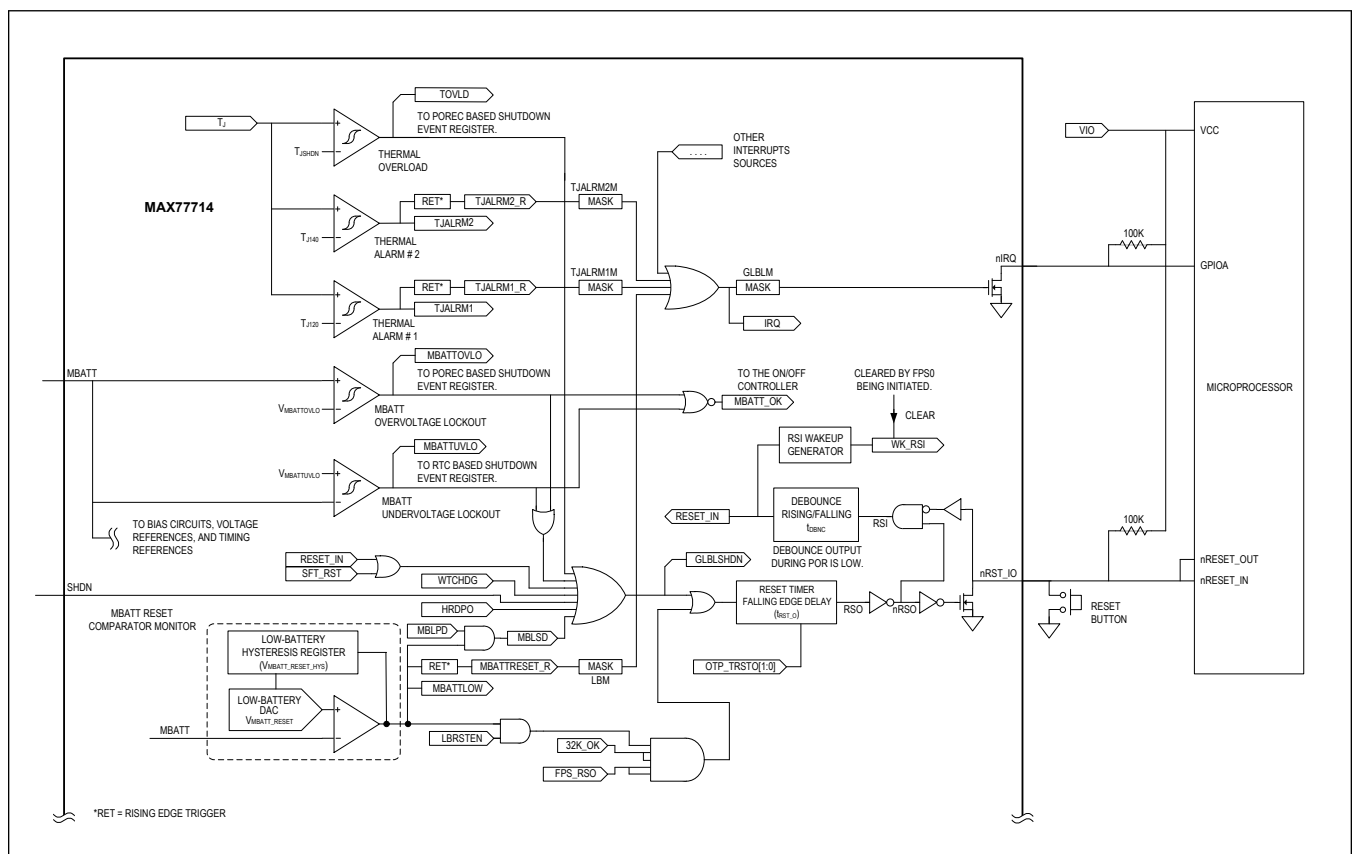 TOVLD
TO POREC BASED SHUTDOWN
EVENT REGISTER.
TJ
TJSHDN
THERMAL
OVERLOAD
+
−
MAX77714
RET*
TJALRM2_R
TJALRM2M
MASK
TJALRM2
TJ140
THERMAL
ALARM # 2
+
−
RET*
TJALRM1_R
TJALRM1M
MASK
TJALRM1
TJ120
THERMAL
ALARM # 1
+
−
. . . .
OTHER
INTERRUPTS
SOURCES
GLBLM
MASK
IRQ
nIRQ
VIO
VCC
100K
GPIOA
MICROPROCESSOR
MBATT
MBATTOVLO
TO POREC BASED SHUTDOWN
EVENT REGISTER.
VMBATTOVLO
+
−
MBATT
OVERVOLTAGE LOCKOUT
TO THE ON/OFF
CONTROLLER
MBATT_OK
MBATTUVLO
TO RTC BASED SHUTDOWN
EVENT REGISTER.
VMBATTUVLO
+
−
MBATT
UNDERVOLTAGE LOCKOUT
TO BIAS CIRCUITS, VOLTAGE
REFERENCES, AND TIMING
REFERENCES
CLEARED BY FPS0
BEING INITIATED.
CLEAR
RSI WAKEUP
GENERATOR
WK_RSI
RESET_IN
DEBOUNCE
RISING/FALLING
tDBNC
RSI
DEBOUNCE OUTPUT
DURING POR IS LOW.
100K
nRST_IO
nRESET_OUT
nRESET_IN
RESET
BUTTON
RESET_IN
SFT_RST
SHDN
WTCHDG
HRDPO
MBLPD
MBLSD
GLBLSHDN
RESET TIMER
FALLING EDGE DELAY
(tRST_O)
RSO
nRSO
OTP_TRSTO[1:0]
MBATT RESET
COMPARATOR MONITOR
LOW-BATTERY
HYSTERESIS REGISTER
(VMBATT_RESET_HYS)
LOW-BATTERY
DAC
VMBATT_RESET
+
−
MBATT
RET*
MBATTRESET_R
MASK
LBM
MBATTLOW
LBRSTEN
32K_OK
FPS_RSO
*RET = RISING EDGE TRIGGER